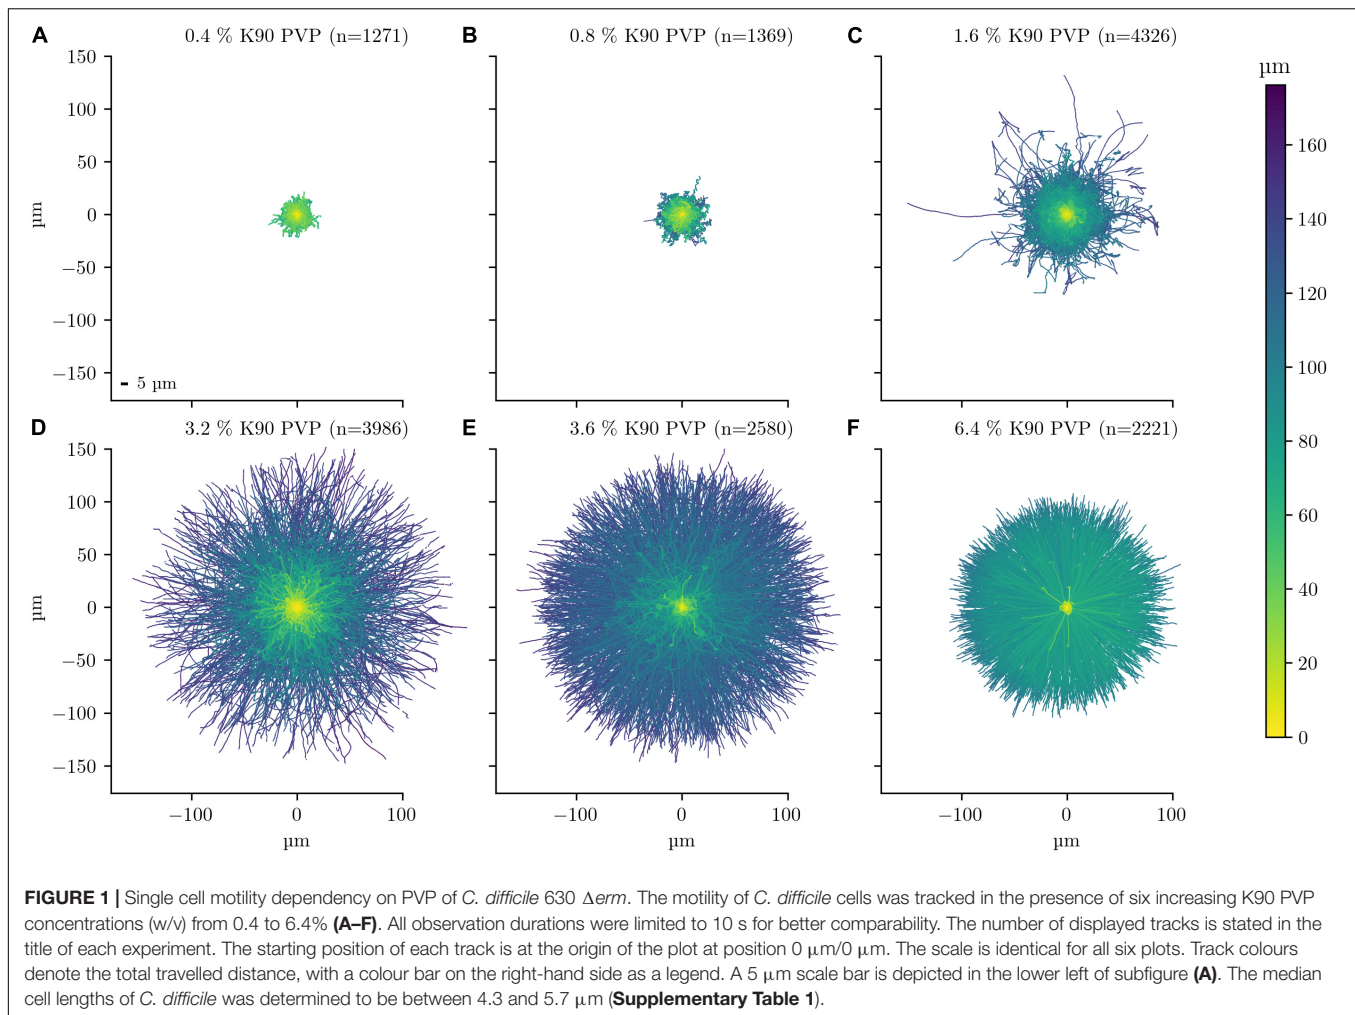 A 0.4 % K90 PVP (n=1271) B 0.8 % K90 PVP (n=1369) C 1.6 % K90 PVP (n=4326)
µm
150
100
50
0
−50
−100
−150
µm
5 µm
160
140
120
100
80
60
40
20
0
D 3.2 % K90 PVP (n=3986) E 3.6 % K90 PVP (n=2580) F 6.4 % K90 PVP (n=2221)
150
100
50
0
−50
−100
−150
µm
−100 0 100 −100 0 100 −100 0 100
µm µm µm
FIGURE 1 | Single cell motility dependency on PVP of C. difficile 630 Δerm. The motility of C. difficile cells was tracked in the presence of six increasing K90 PVP
concentrations (w/v) from 0.4 to 6.4% (A–F). All observation durations were limited to 10 s for better comparability. The number of displayed tracks is stated in the
title of each experiment. The starting position of each track is at the origin of the plot at position 0 μm/0 μm. The scale is identical for all six plots. Track colours
denote the total travelled distance, with a colour bar on the right-hand side as a legend. A 5 μm scale bar is depicted in the lower left of subfigure (A). The median
cell lengths of C. difficile was determined to be between 4.3 and 5.7 μm (Supplementary Table 1).